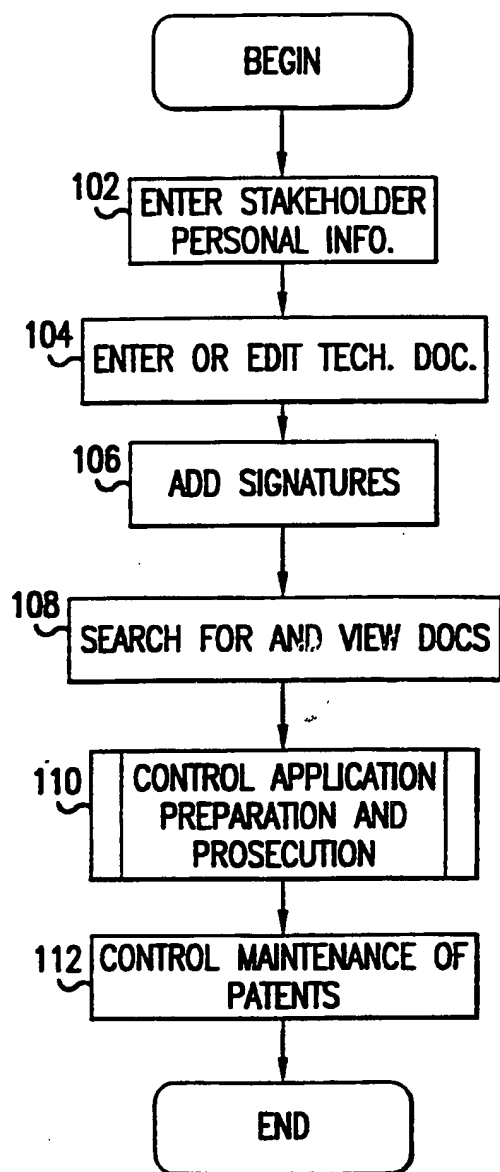 BEGIN
102
ENTER STAKEHOLDER
PERSONAL INFO.
104
ENTER OR EDIT TECH. DOC.
106
ADD SIGNATURES
108
SEARCH FOR AND VIEW DOCS
110
CONTROL APPLICATION
PREPARATION AND
PROSECUTION
112
CONTROL MAINTENANCE OF
PATENTS
END